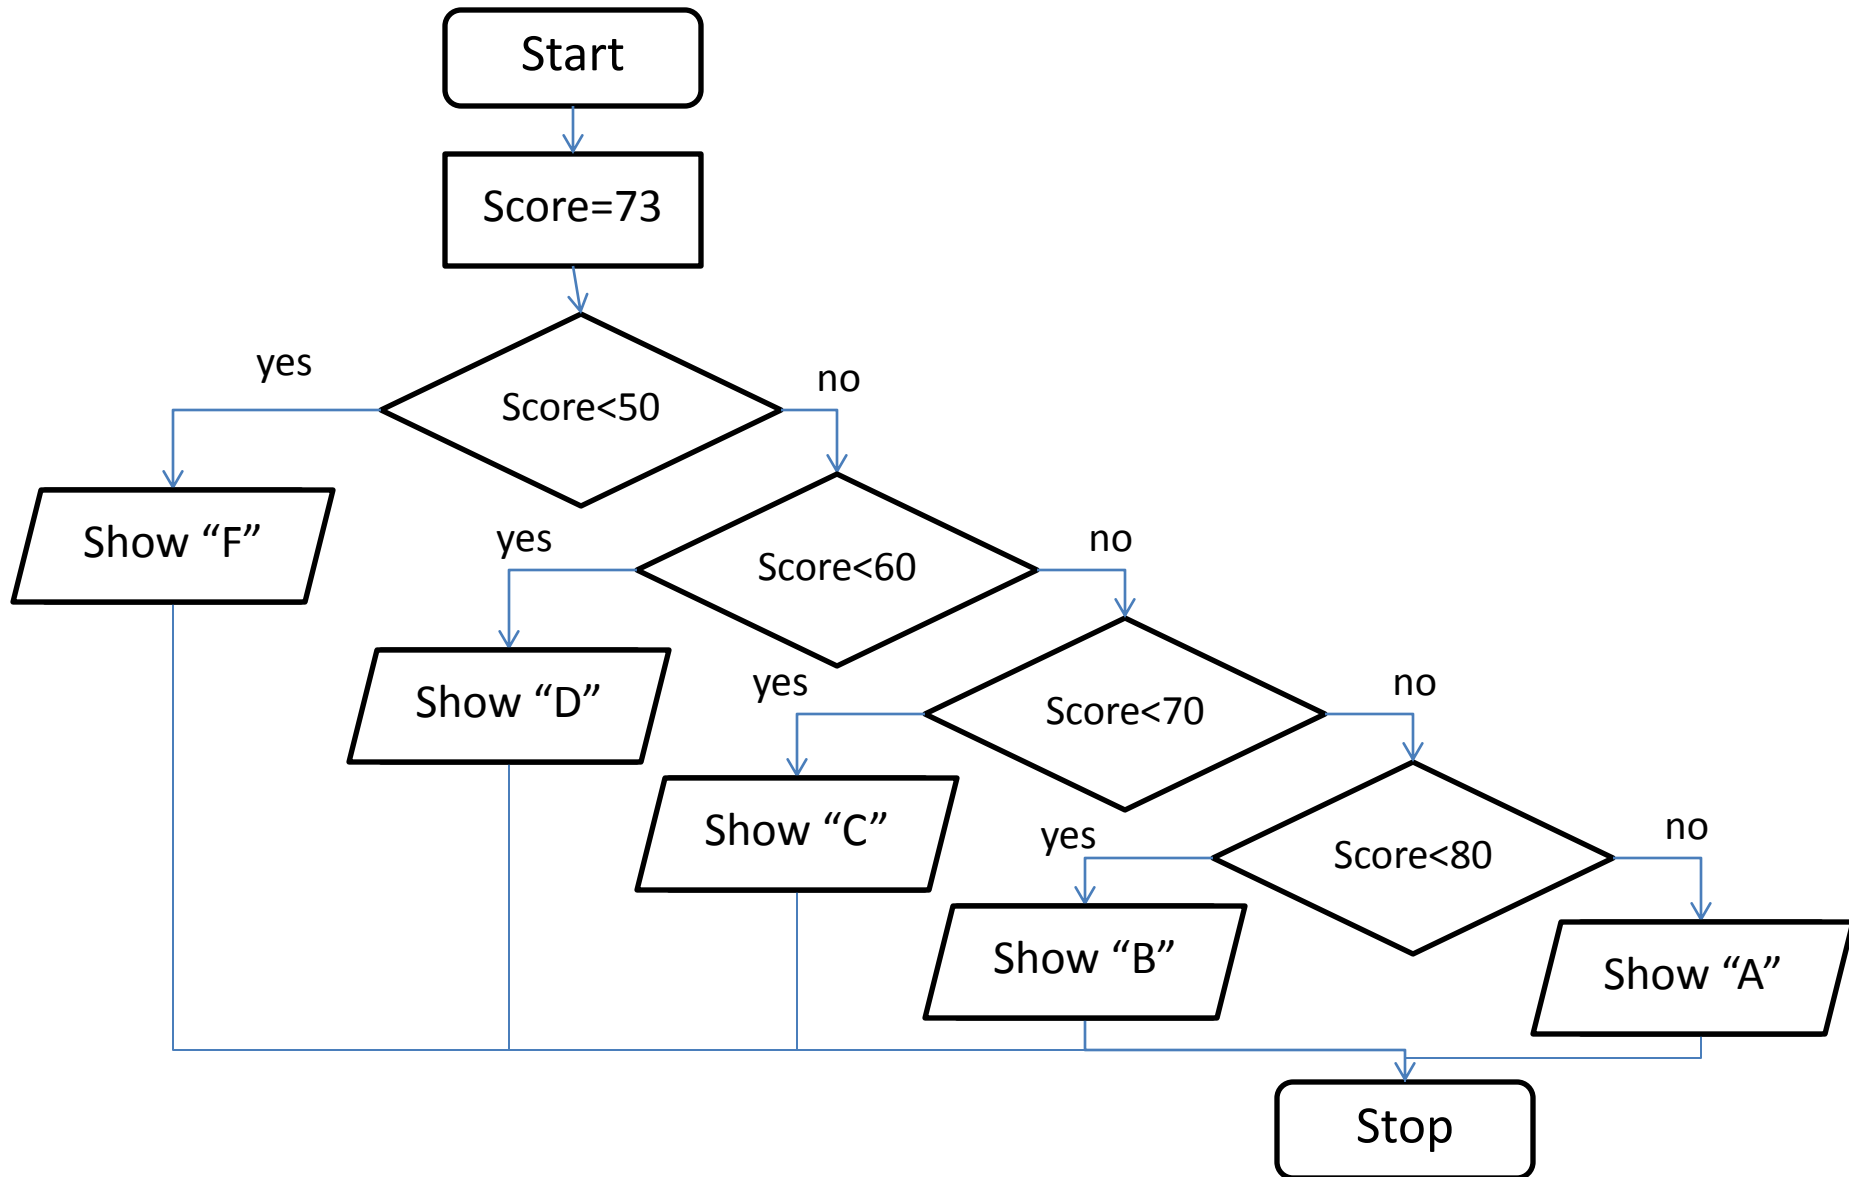 Start
Score=73
yes
no
Score<50
Show “F”
yes
no
Score<60
Show “D”
yes
no
Score<70
Show “C”
yes
no
Score<80
Show “B”
Show “A”
Stop